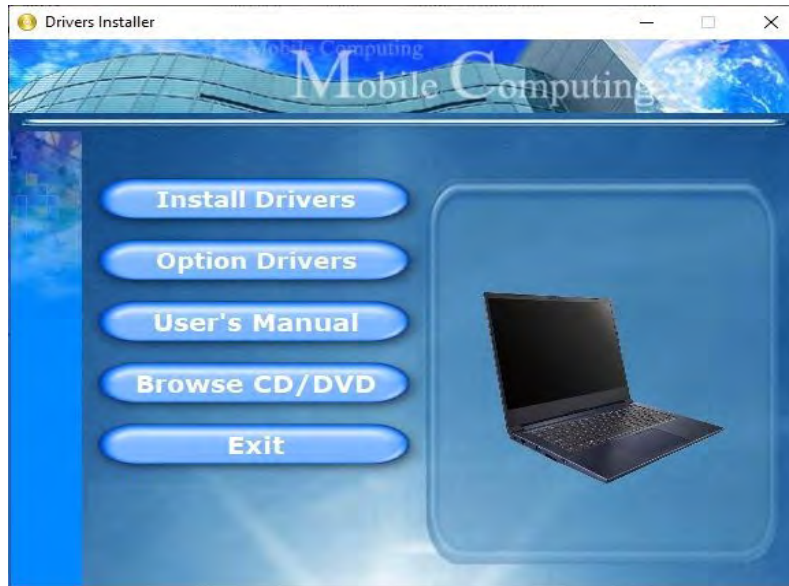 Drivers Installer
Mobile Computing
Mobile Computing
Install Drivers
Option Drivers
User's Manual
Browse CD/DVD
Exit